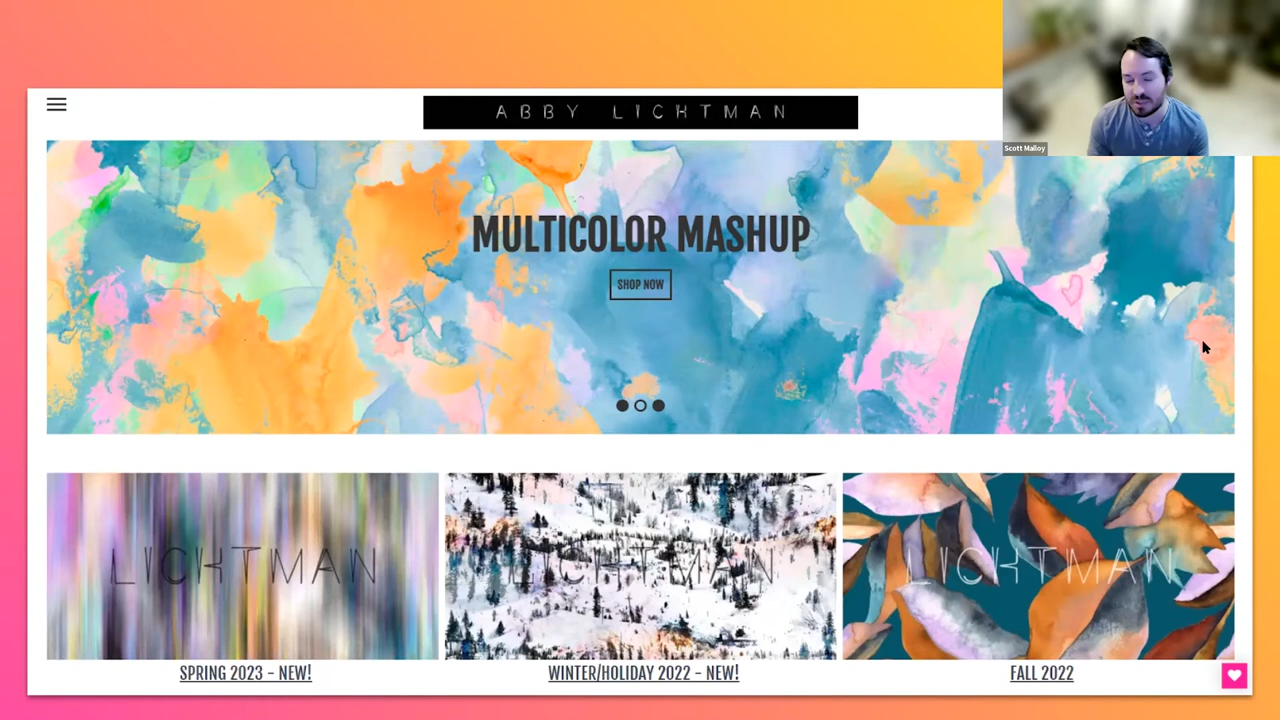 ABBY LICHTMAN
Scott Malloy
MULTICOLOR MASHUP
SHOP NOW
LICHTMAN
LICHTMAN
LICHTMAN
SPRING 2023 - NEW!
WINTER/HOLIDAY 2022 - NEW!
FALL 2022